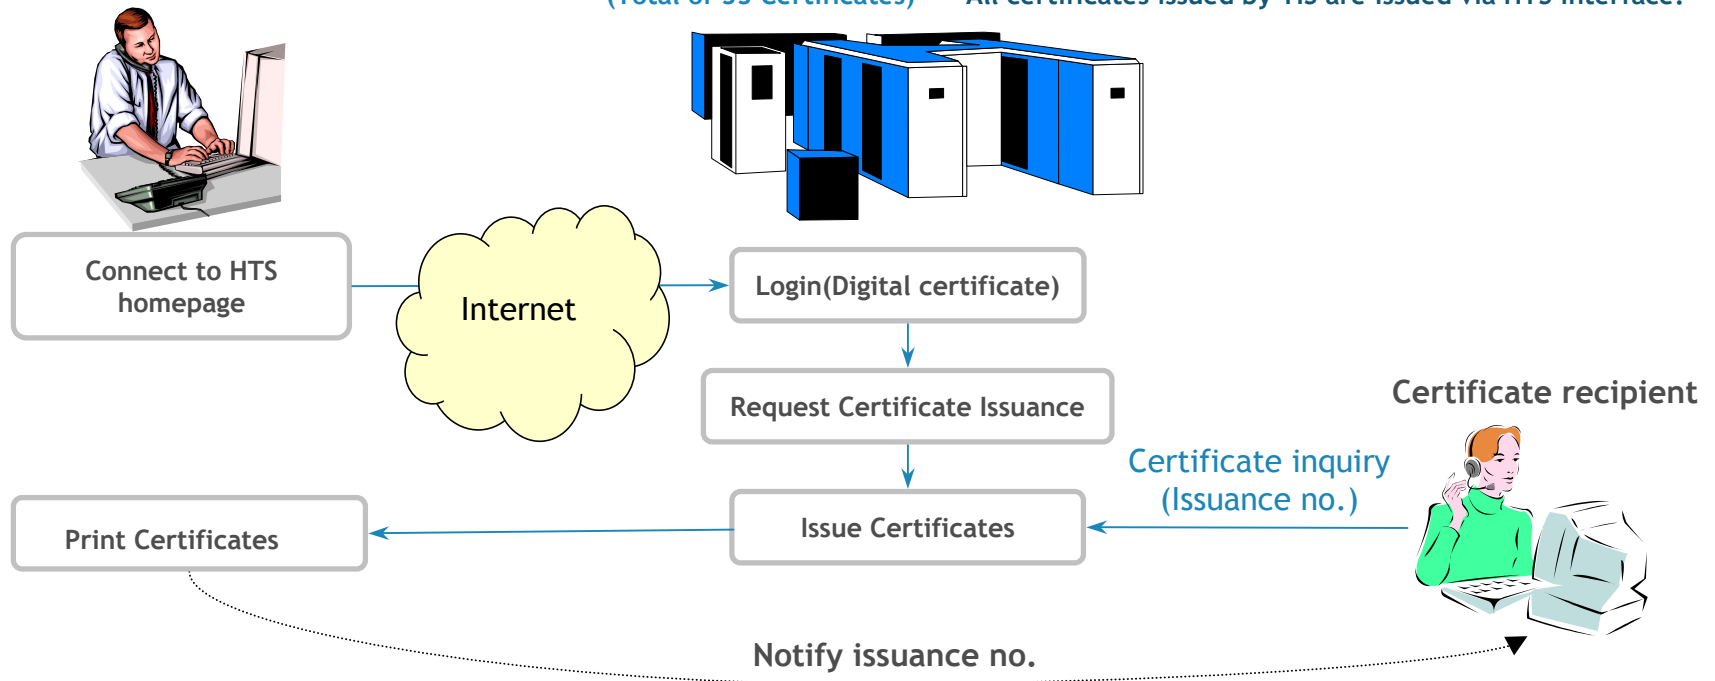 Connect to HTS
homepage
Internet
Login(Digital certificate)
Request Certificate Issuance
Certificate recipient
Certificate inquiry
(Issuance no.)
Issue Certificates
Print Certificates
Notify issuance no.